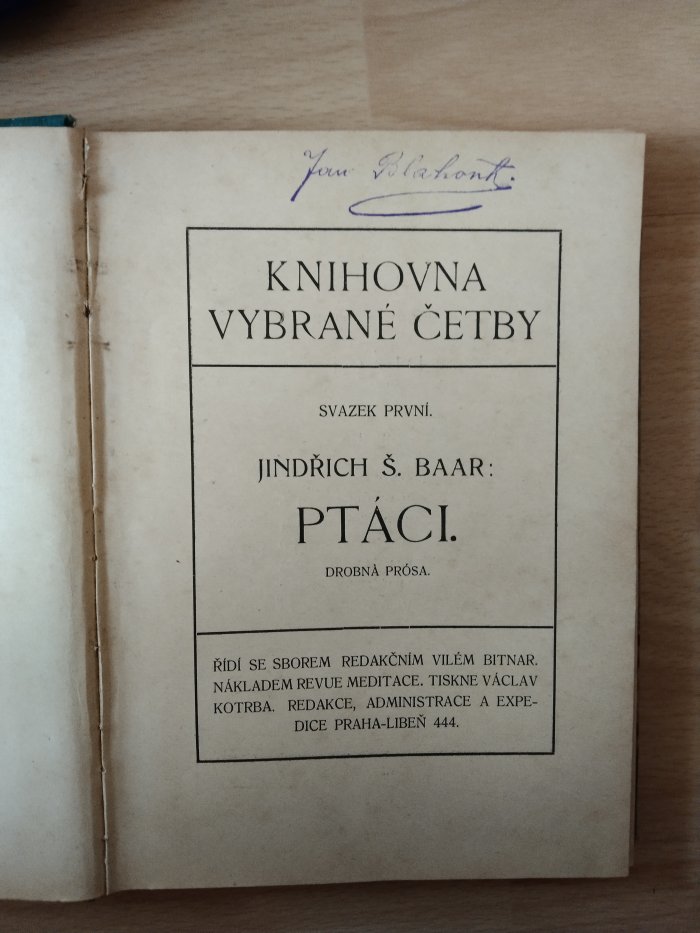 Jan Blahout.
KNIHOVNA
VYBRANÉ ČETBY
SVAZEK PRVNÍ.
JINDŘICH Š. BAAR:
PTÁCI.
DROBNÁ PRÓSA.
ŘÍDÍ SE SBOREM REDAKČNÍM VILÉM BITNAR.
NÁKLADEM REVUE MEDITACE. TISKNE VÁCLAV
KOTRBA. REDAKCE, ADMINISTRACE A EXPE-
DICE PRAHA-LIBEŇ 444.